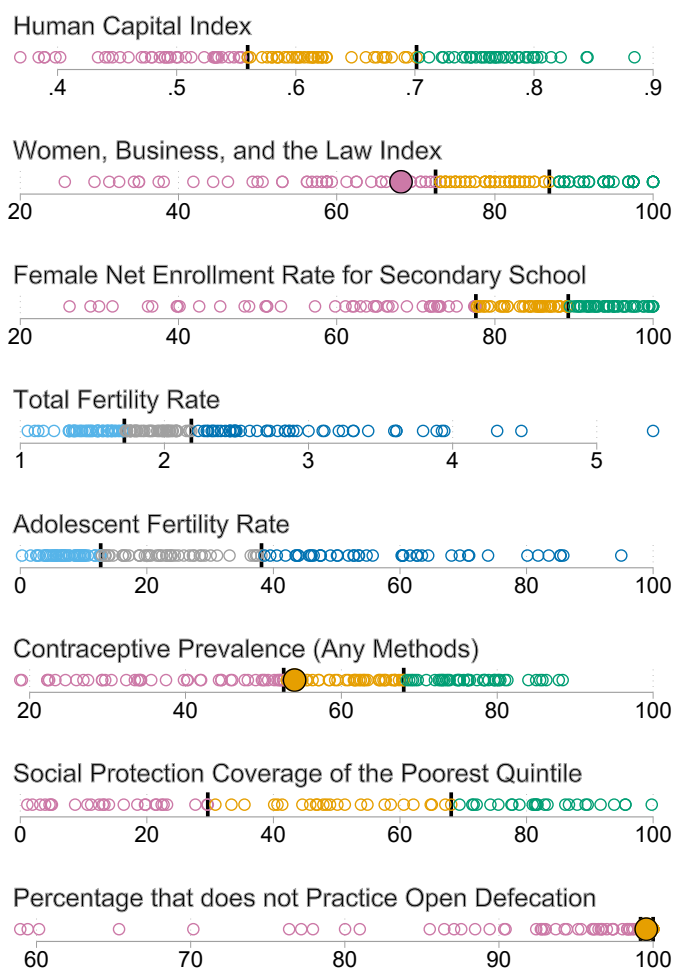 Human Capital Index
.4 .5 .6 .7 .8 .9
Women, Business, and the Law Index
20 40 60 80 100
Female Net Enrollment Rate for Secondary School
20 40 60 80 100
Total Fertility Rate
1 2 3 4 5
Adolescent Fertility Rate
0 20 40 60 80 100
Contraceptive Prevalence (Any Methods)
20 40 60 80 100
Social Protection Coverage of the Poorest Quintile
0 20 40 60 80 100
Percentage that does not Practice Open Defecation
60 70 80 90 100